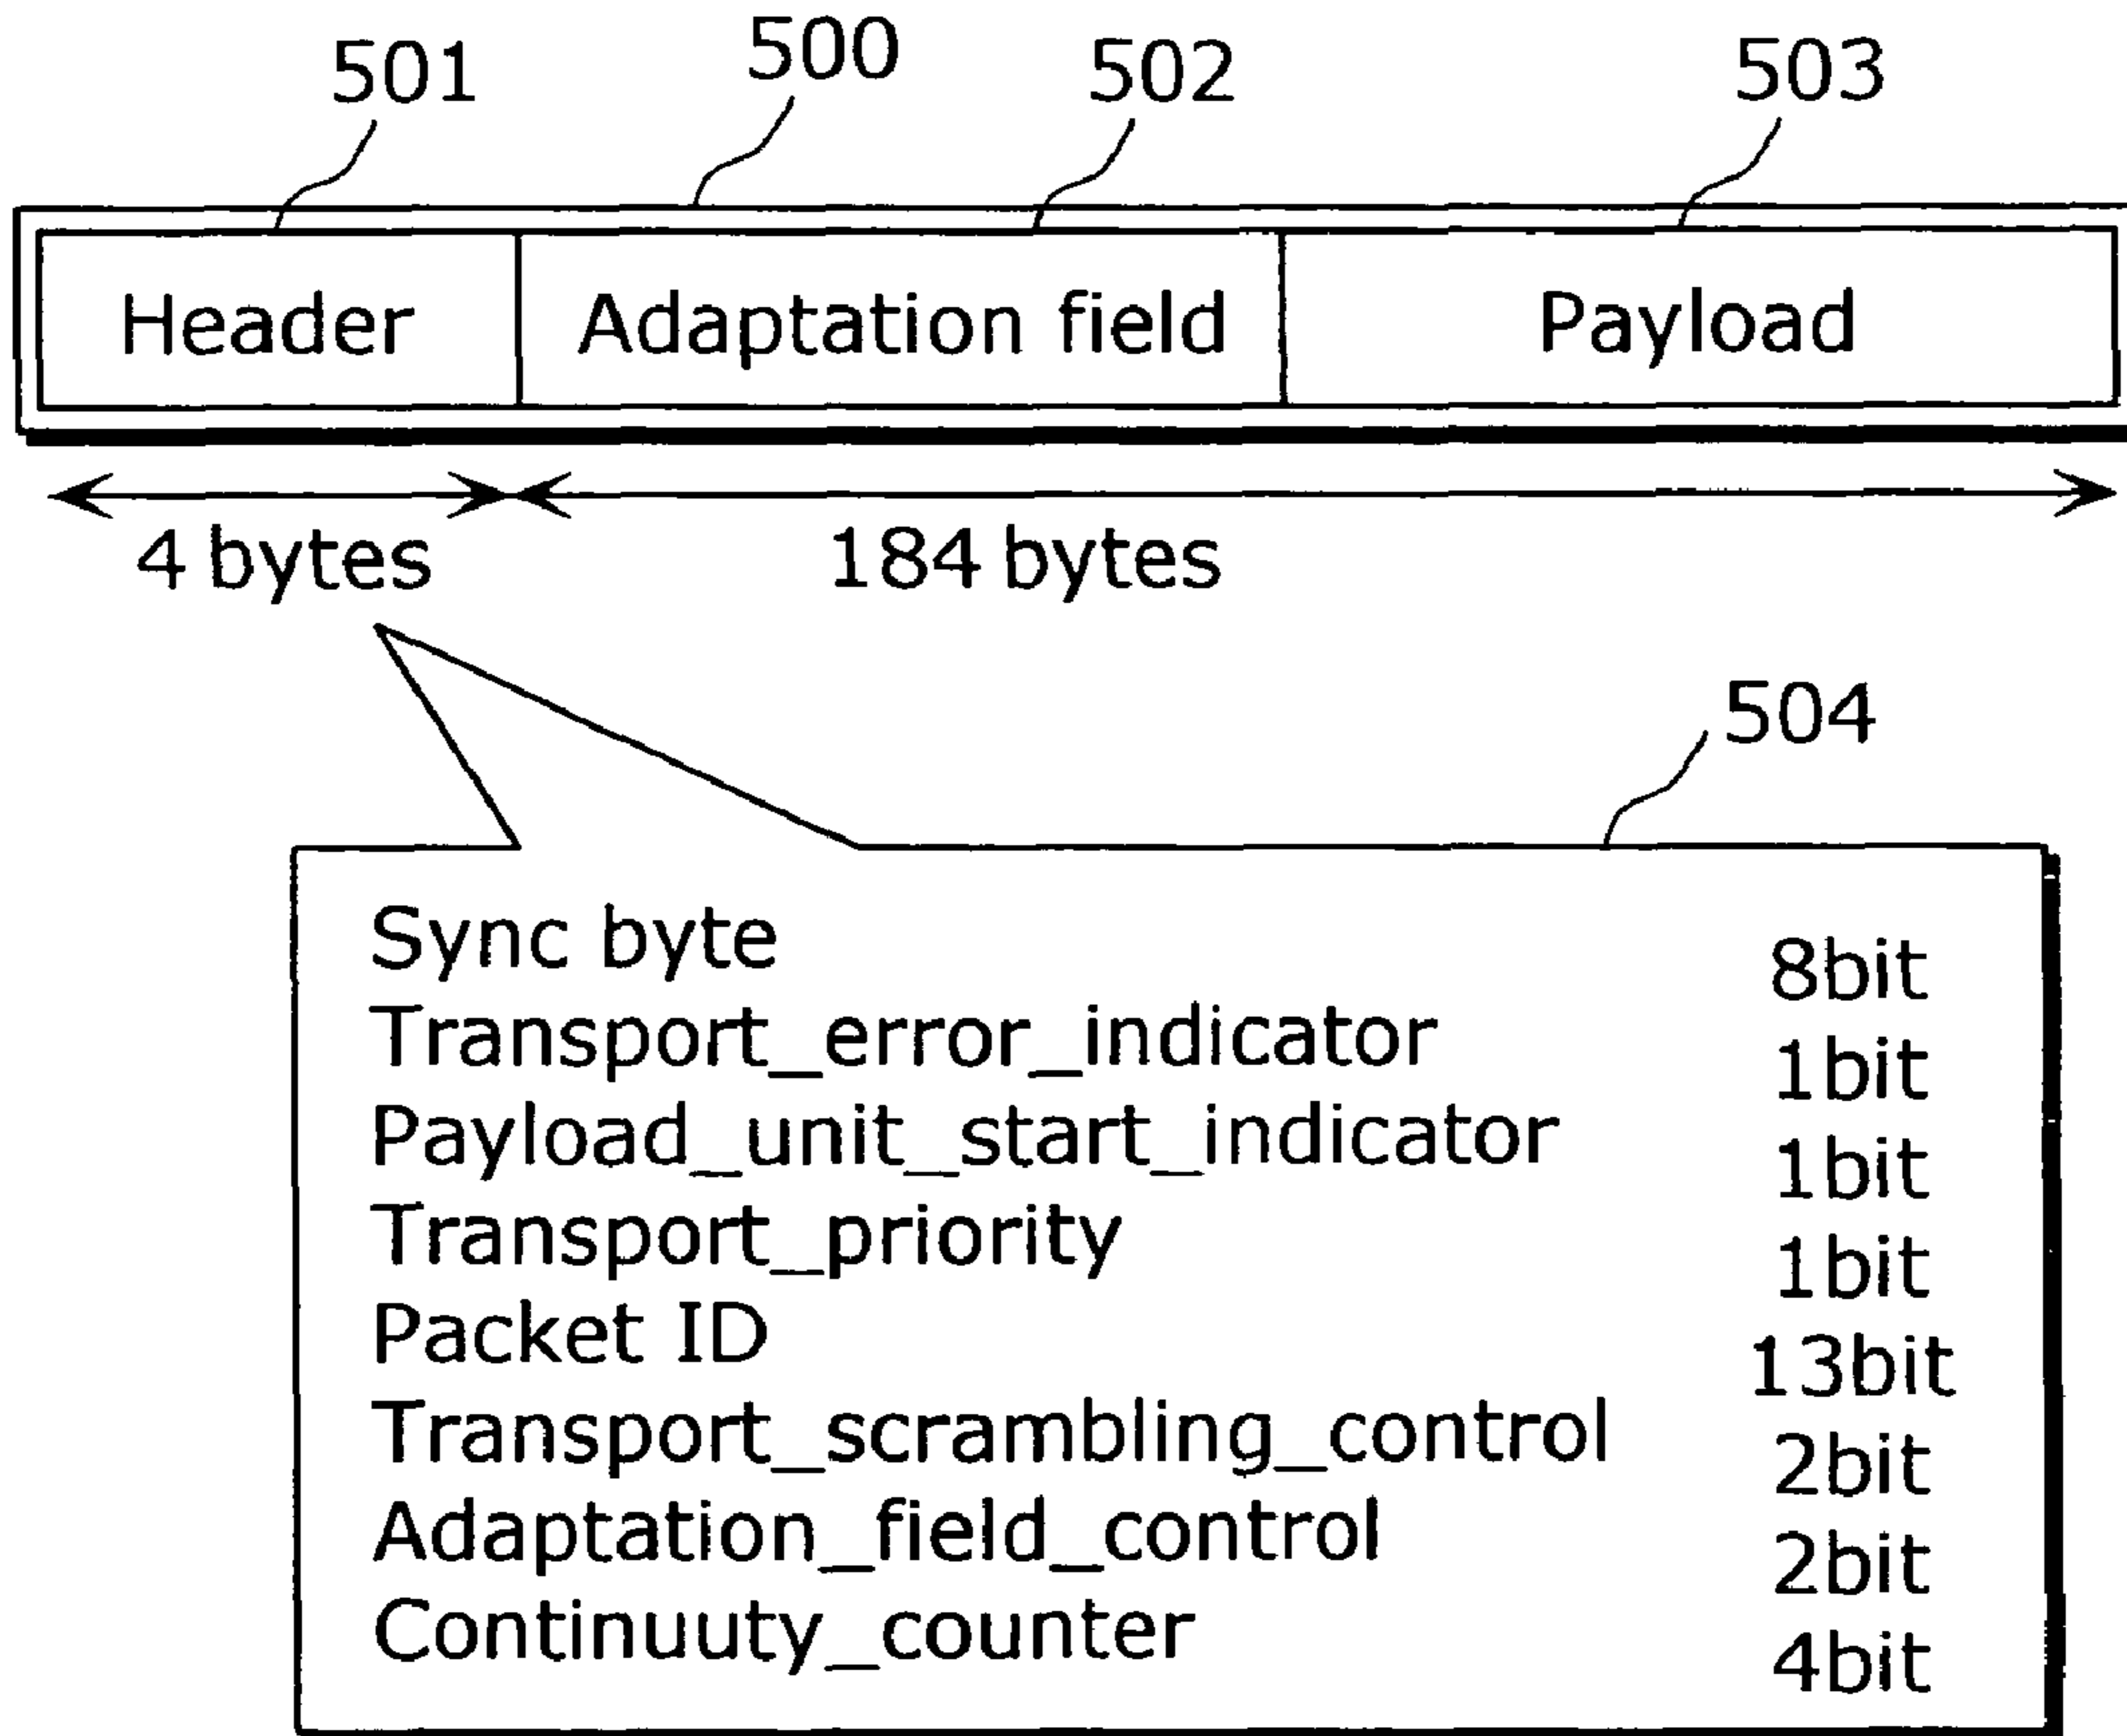 501 500 502 503
Header Adaptation field Payload
4 bytes 184 bytes
504
Sync byte 8bit
Transport_error_indicator 1bit
Payload_unit_start_indicator 1bit
Transport_priority 1bit
Packet ID 13bit
Transport_scrambling_control 2bit
Adaptation_field_control 2bit
Continuuty_counter 4bit